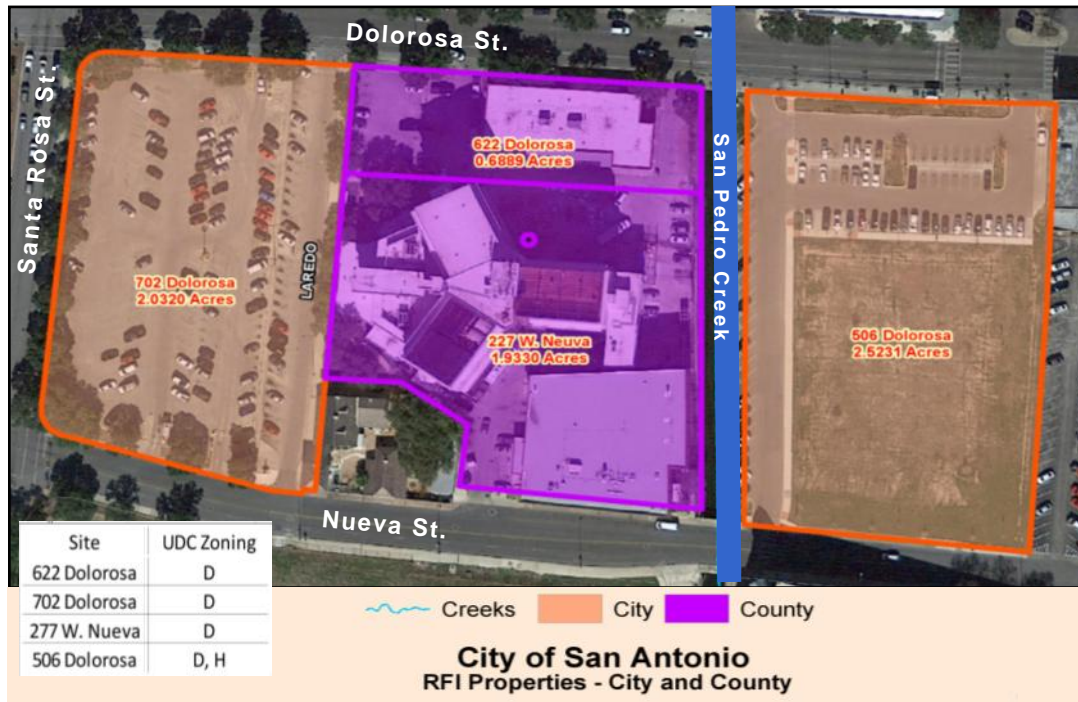 Dolorosa St.
Santa Rosa St.
622 Dolorosa
0.6889 Acres
San Pedro Creek
LAREDO
702 Dolorosa
2.0320 Acres
227 W. Neuva
1.9330 Acres
506 Dolorosa
2.5231 Acres
Nueva St.
Site UDC Zoning
622 Dolorosa D
702 Dolorosa D
277 W. Nueva D
506 Dolorosa D, H
Creeks City County
City of San Antonio
RFI Properties - City and County